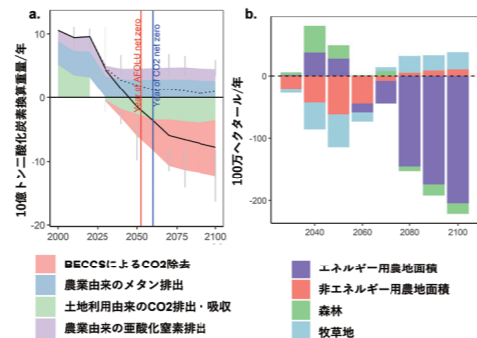 a.
b.
10億トン二酸化炭素換算重量/年
100万ヘクタール/年
Year of AFOLU net zero
Year of CO2 net zero
10
0
-10
-20
2000
2025
2050
2075
2100
0
-100
-200
2040
2060
2080
2100
BECCSによるCO2除去
農業由来のメタン排出
土地利用由来のCO2排出・吸収
農業由来の亜酸化窒素排出
エネルギー用農地面積
非エネルギー用農地面積
森林
牧草地